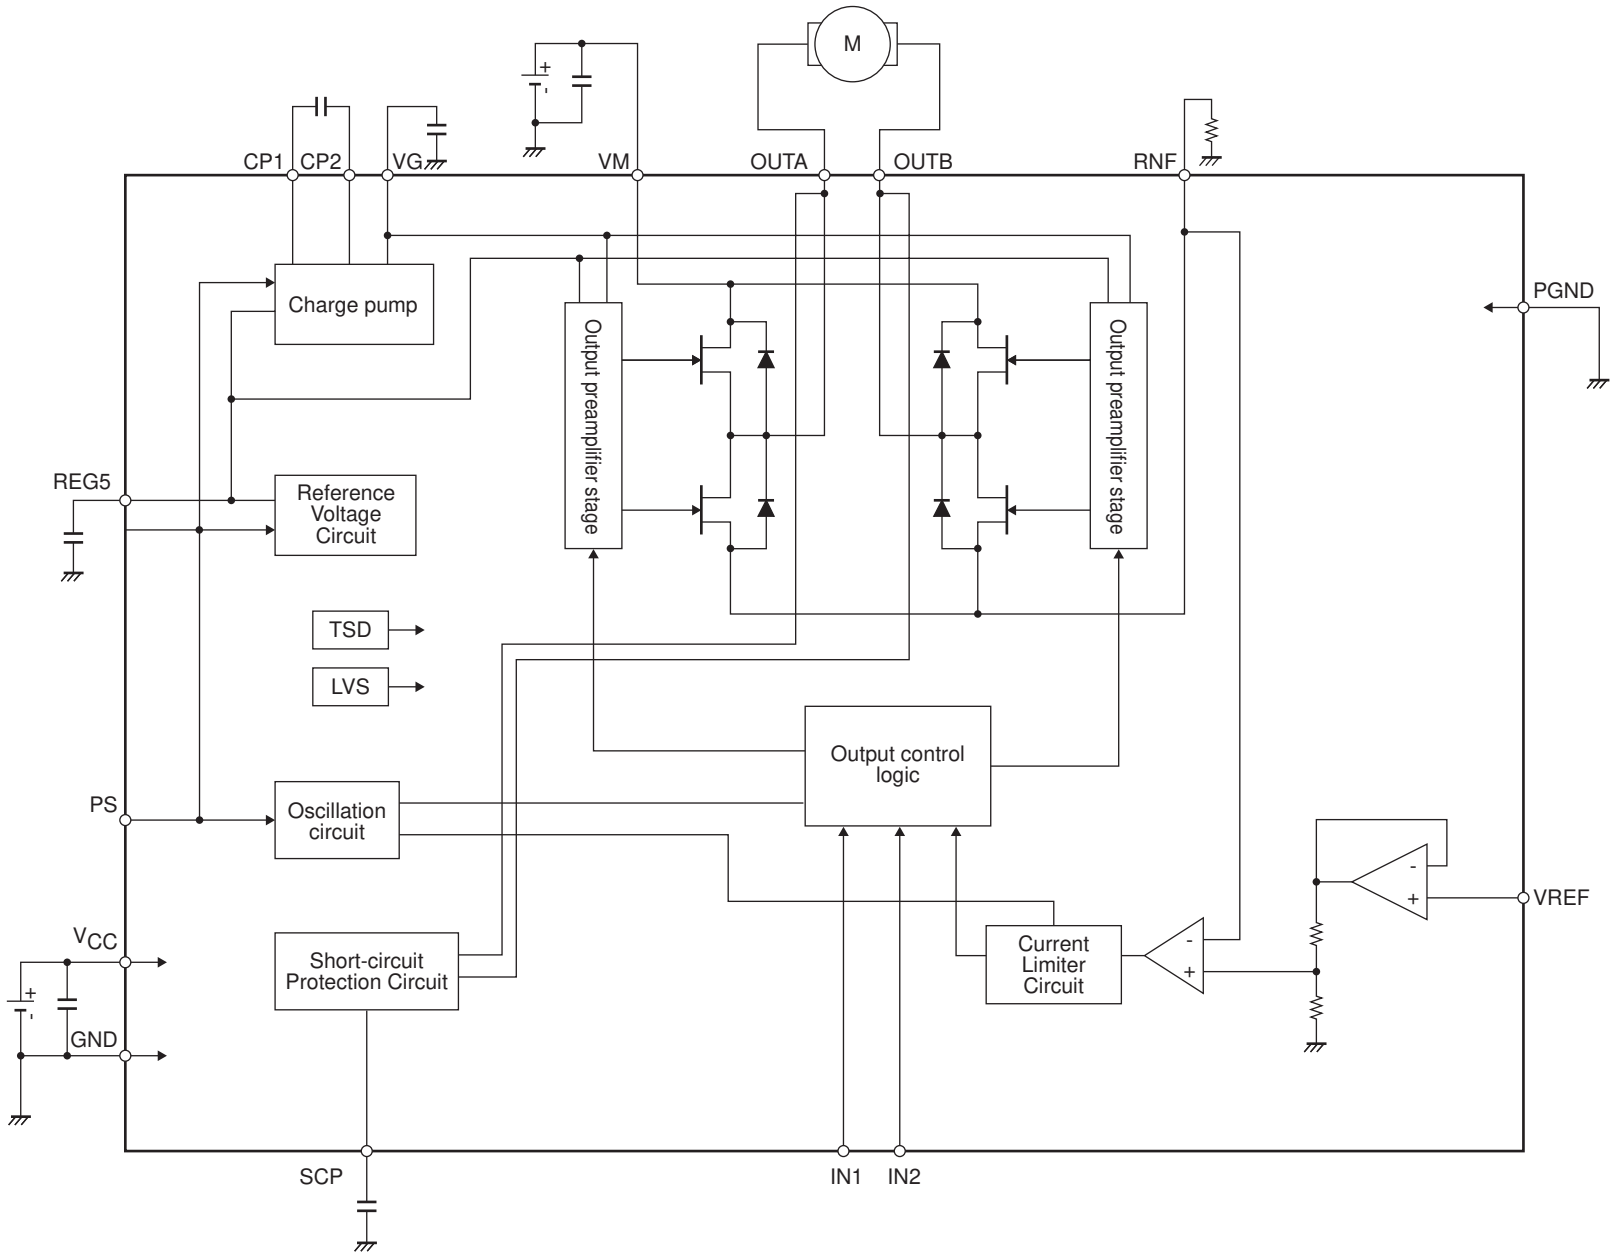 M
+
-
CP1 CP2 VG VM OUTA OUTB RNF
Charge pump
PGND
Output preamplifier stage
Output preamplifier stage
REG5
Reference
Voltage
Circuit
TSD
LVS
Output control
logic
PS
Oscillation
circuit
-
+
VREF
VCC
Short-circuit
Protection Circuit
Current
Limiter
Circuit
-
+
+
-
GND
SCP
IN1 IN2